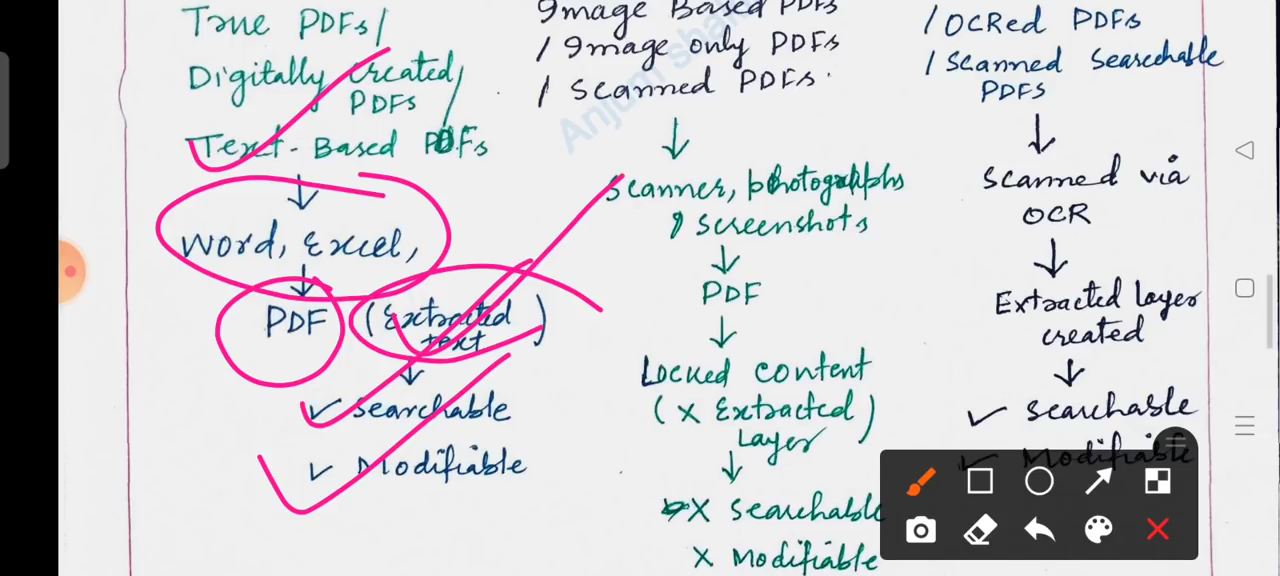 True PDFs/
Digitally created/
PDFs
Text-Based PDFs
Word, Excel,
PDF (Extracted
text)
✓ Searchable
✓ Modifiable
Image Based PDFs
/ Image only PDFs
/ Scanned PDFs
Scanner, photographs
, screenshots
PDF
Locked content
(X Extracted)
Layer
X Searchable
X Modifiable
/ OCRed PDFs
/ Scanned Searchable
PDFs
Scanned via
OCR
Extracted layer
created
✓ Searchable
✓ Modifiable